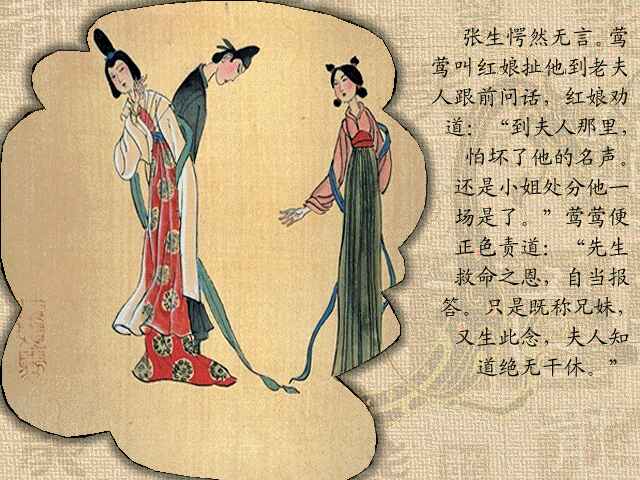 张生愕然无言。莺
莺叫红娘扯他到老夫
人跟前问话，红娘劝
道：“到夫人那里，
怕坏了他的名声。
还是小姐处分他一
场是了。”莺莺便
正色责道：“先生
救命之恩，自当报
答。只是既称兄妹，
又生此念，夫人知
道绝无干休。”